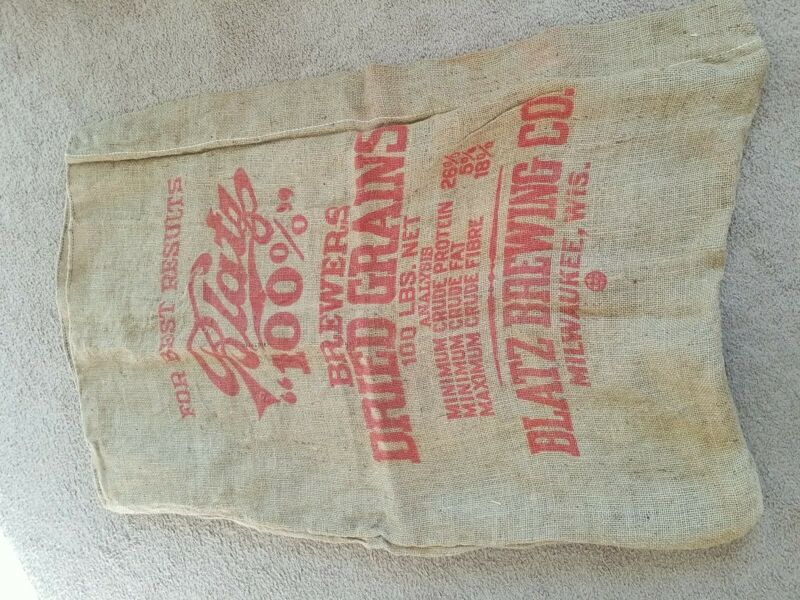 FOR BEST RESULTS
Blatz
"100%"
BREWERS
DRIED GRAINS
100 LBS. NET
ANALYSIS
MINIMUM CRUDE PROTEIN 26%
MINIMUM CRUDE FAT 5%
MAXIMUM CRUDE FIBRE 18%
BLATZ BREWING CO.
MILWAUKEE, WIS.